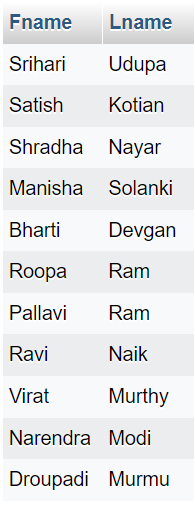 Fname Lname
Srihari Udupa
Satish Kotian
Shradha Nayar
Manisha Solanki
Bharti Devgan
Roopa Ram
Pallavi Ram
Ravi Naik
Virat Murthy
Narendra Modi
Droupadi Murmu